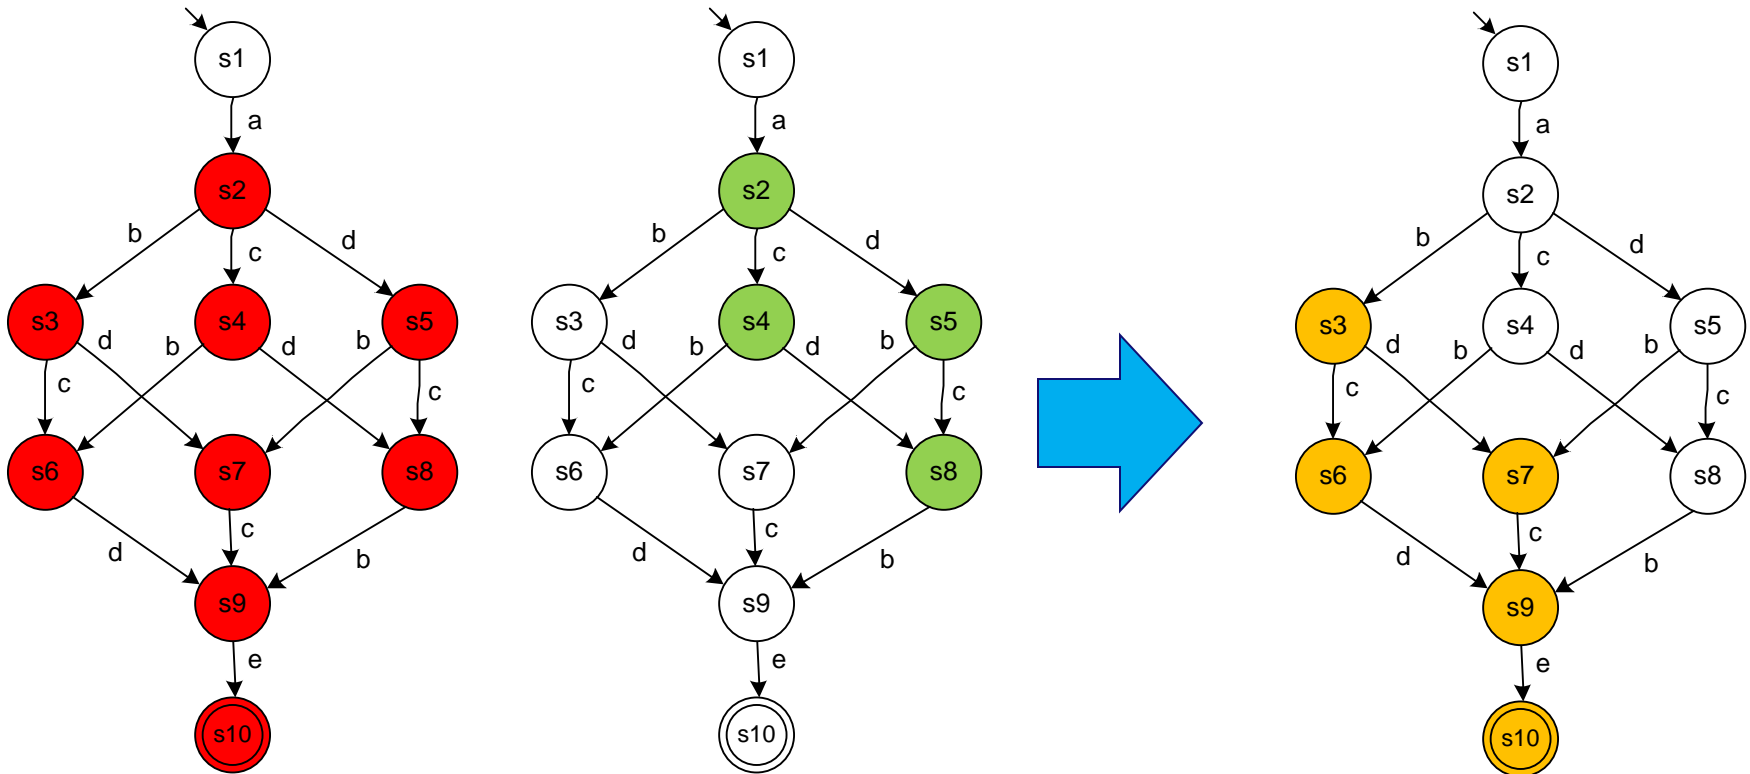 s1 s1 s1
a a a
s2 s2 s2
b c d b c d b c d
s3 s4 s5 s3 s4 s5 s3 s4 s5
d b d b d b d b d b d b
c c c c c c
s6 s7 s8 s6 s7 s8 s6 s7 s8
d c b d c b d c b
s9 s9 s9
e e e
s10 s10 s10